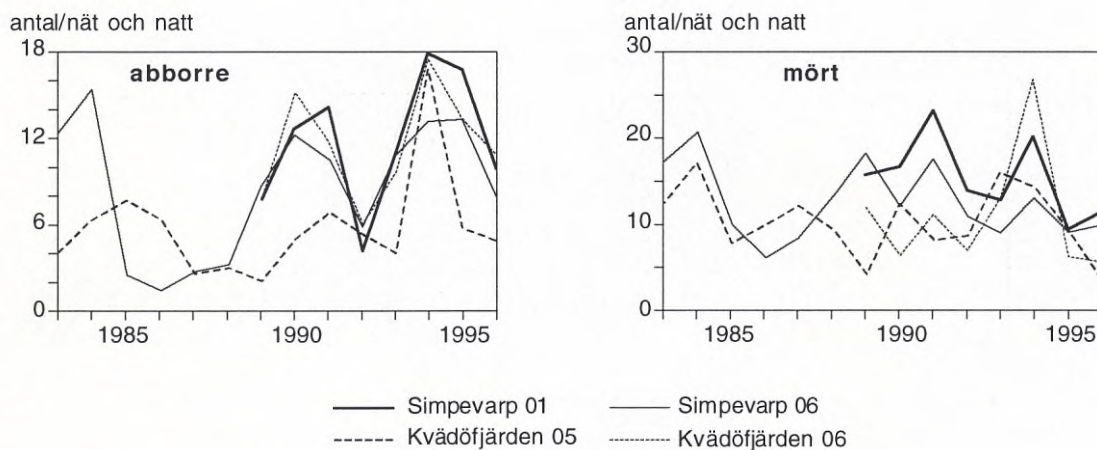 antal/nät och natt
18
12
6
0
abborre
1985 1990 1995
antal/nät och natt
30
20
10
0
mört
1985 1990 1995
Simpevarp 01 Simpevarp 06
Kvädöfjärden 05 Kvädöfjärden 06